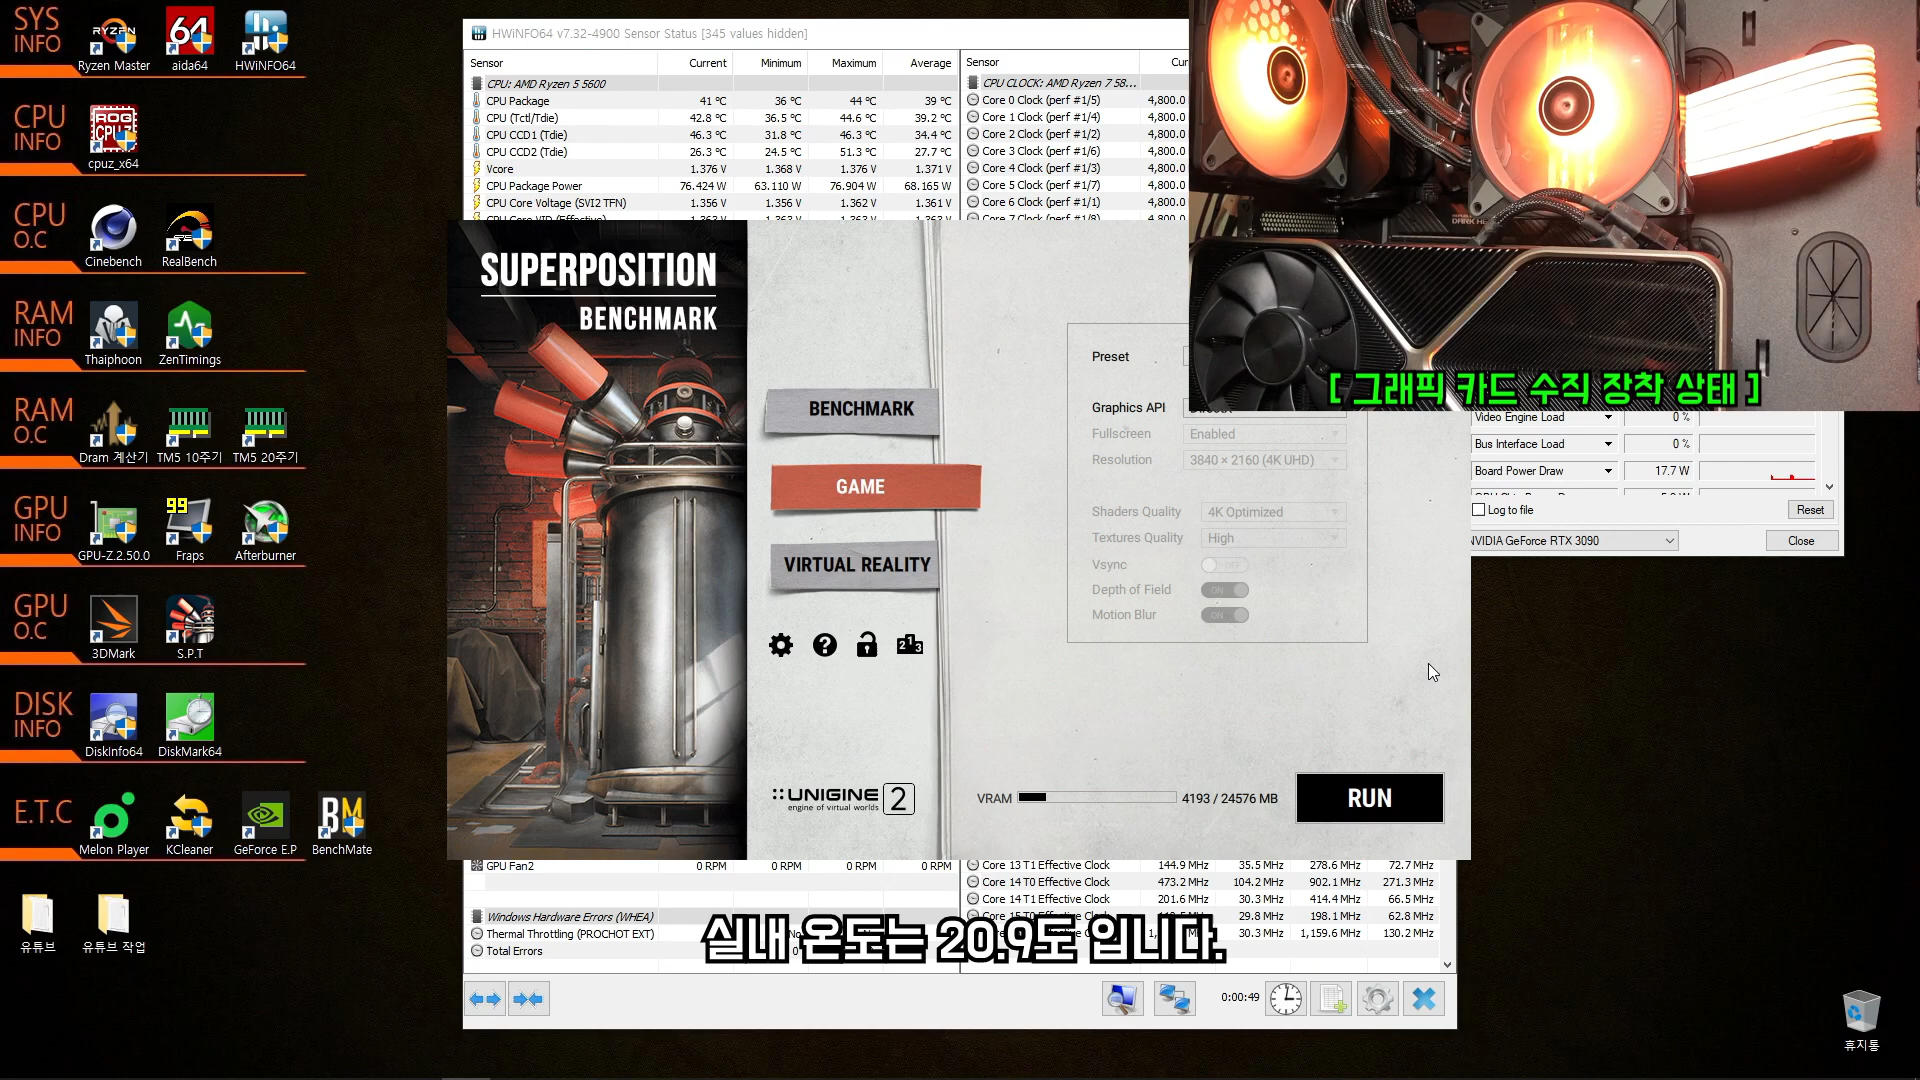 SYS
INFO
Ryzen Master
aida64
HWiNFO64
CPU
INFO
cpuz_x64
CPU
O.C
Cinebench
RealBench
RAM
INFO
Thaiphoon
ZenTimings
RAM
O.C
Dram 계산기
TM5 10주기
TM5 20주기
GPU
INFO
GPU-Z.2.50.0
Fraps
Afterburner
GPU
O.C
3DMark
S.P.T
DISK
INFO
DiskInfo64
DiskMark64
E.T.C
Melon Player
KCleaner
GeForce E.P
BenchMate
유튜브
유튜브 작업
HWiNFO64 v7.32-4900 Sensor Status [345 values hidden]
Sensor Current Minimum Maximum Average
CPU: AMD Ryzen 5 5600
CPU Package 41 °C 36 °C 44 °C 39 °C
CPU (Tctl/Tdie) 42.8 °C 36.5 °C 44.6 °C 39.2 °C
CPU CCD1 (Tdie) 46.3 °C 31.8 °C 46.3 °C 34.4 °C
CPU CCD2 (Tdie) 26.3 °C 24.5 °C 51.3 °C 27.7 °C
Vcore 1.376 V 1.368 V 1.376 V 1.371 V
CPU Package Power 76.424 W 63.110 W 76.904 W 68.165 W
CPU Core Voltage (SVI2 TFN) 1.356 V 1.356 V 1.362 V 1.361 V
Sensor Cur
CPU CLOCK: AMD Ryzen 7 58...
Core 0 Clock (perf #1/5) 4,800.0
Core 1 Clock (perf #1/4) 4,800.0
Core 2 Clock (perf #1/2) 4,800.0
Core 3 Clock (perf #1/6) 4,800.0
Core 4 Clock (perf #1/3) 4,800.0
Core 5 Clock (perf #1/7) 4,800.0
Core 6 Clock (perf #1/1) 4,800.0
[ 그래픽 카드 수직 장착 상태 ]
SUPERPOSITION
BENCHMARK
BENCHMARK
GAME
VIRTUAL REALITY
UNIGINE 2
engine of virtual worlds
Preset
Graphics API
Fullscreen Enabled
Resolution 3840 × 2160 (4K UHD)
Shaders Quality 4K Optimized
Textures Quality High
Vsync OFF
Depth of Field ON
Motion Blur ON
VRAM 4193 / 24576 MB
RUN
Video Engine Load 0 %
Bus Interface Load 0 %
Board Power Draw 17.7 W
Log to file
Reset
NVIDIA GeForce RTX 3090
Close
GPU Fan2 0 RPM 0 RPM 0 RPM 0 RPM
Windows Hardware Errors (WHEA)
Thermal Throttling (PROCHOT EXT)
Total Errors
Core 13 T1 Effective Clock 144.9 MHz 35.5 MHz 278.6 MHz 72.7 MHz
Core 14 T0 Effective Clock 473.2 MHz 104.2 MHz 902.1 MHz 271.3 MHz
Core 14 T1 Effective Clock 201.6 MHz 30.3 MHz 414.4 MHz 66.5 MHz
29.8 MHz 198.1 MHz 62.8 MHz
30.3 MHz 1,159.6 MHz 130.2 MHz
실내 온도는 20.9도 입니다.
0:00:49
휴지통